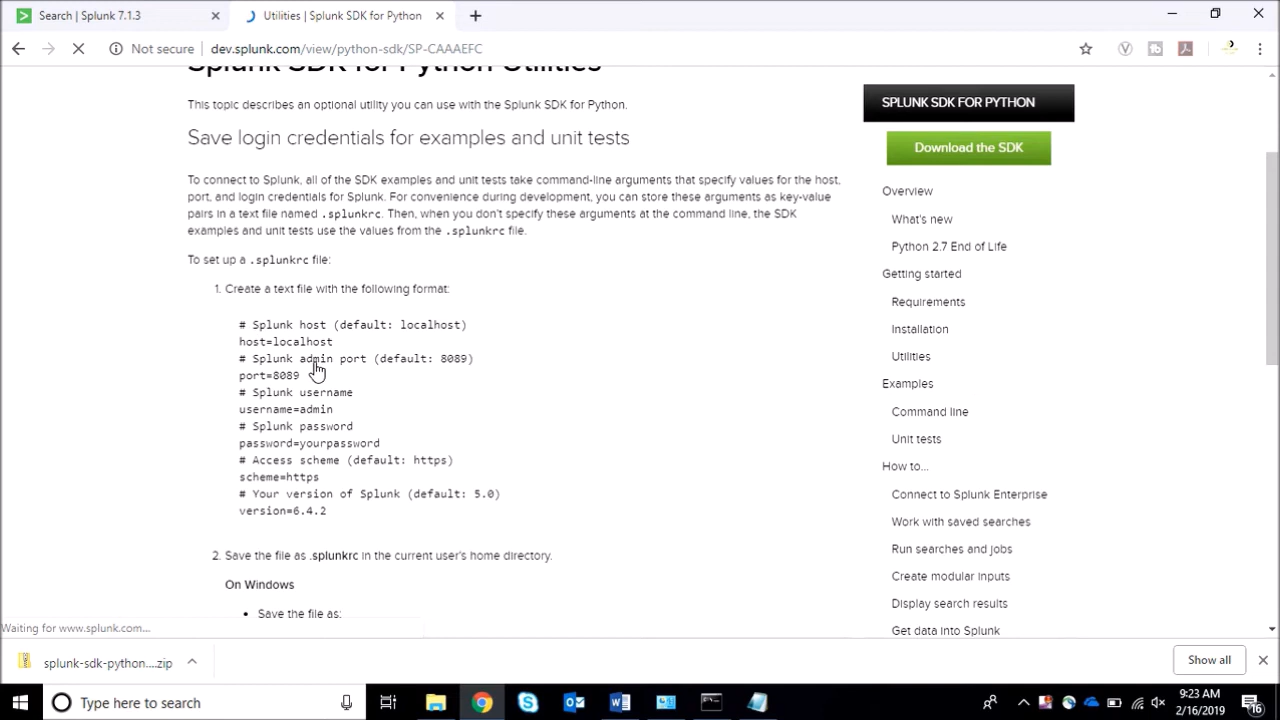 Search | Splunk 7.1.3
Utilities | Splunk SDK for Python
Not secure
dev.splunk.com/view/python-sdk/SP-CAAAEFC
Splunk SDK for Python Utilities
This topic describes an optional utility you can use with the Splunk SDK for Python.
Save login credentials for examples and unit tests
To connect to Splunk, all of the SDK examples and unit tests take command-line arguments that specify values for the host,
port, and login credentials for Splunk. For convenience during development, you can store these arguments as key-value
pairs in a text file named .splunkrc. Then, when you don't specify these arguments at the command line, the SDK
examples and unit tests use the values from the .splunkrc file.
To set up a .splunkrc file:
1. Create a text file with the following format:
# Splunk host (default: localhost)
host=localhost
# Splunk admin port (default: 8089)
port=8089
# Splunk username
username=admin
# Splunk password
password=yourpassword
# Access scheme (default: https)
scheme=https
# Your version of Splunk (default: 5.0)
version=6.4.2
2. Save the file as .splunkrc in the current user's home directory.
On Windows
• Save the file as:
SPLUNK SDK FOR PYTHON
Download the SDK
Overview
What's new
Python 2.7 End of Life
Getting started
Requirements
Installation
Utilities
Examples
Command line
Unit tests
How to...
Connect to Splunk Enterprise
Work with saved searches
Run searches and jobs
Create modular inputs
Display search results
Get data into Splunk
Waiting for www.splunk.com...
splunk-sdk-python....zip
Show all
Type here to search
9:23 AM
2/16/2019
16